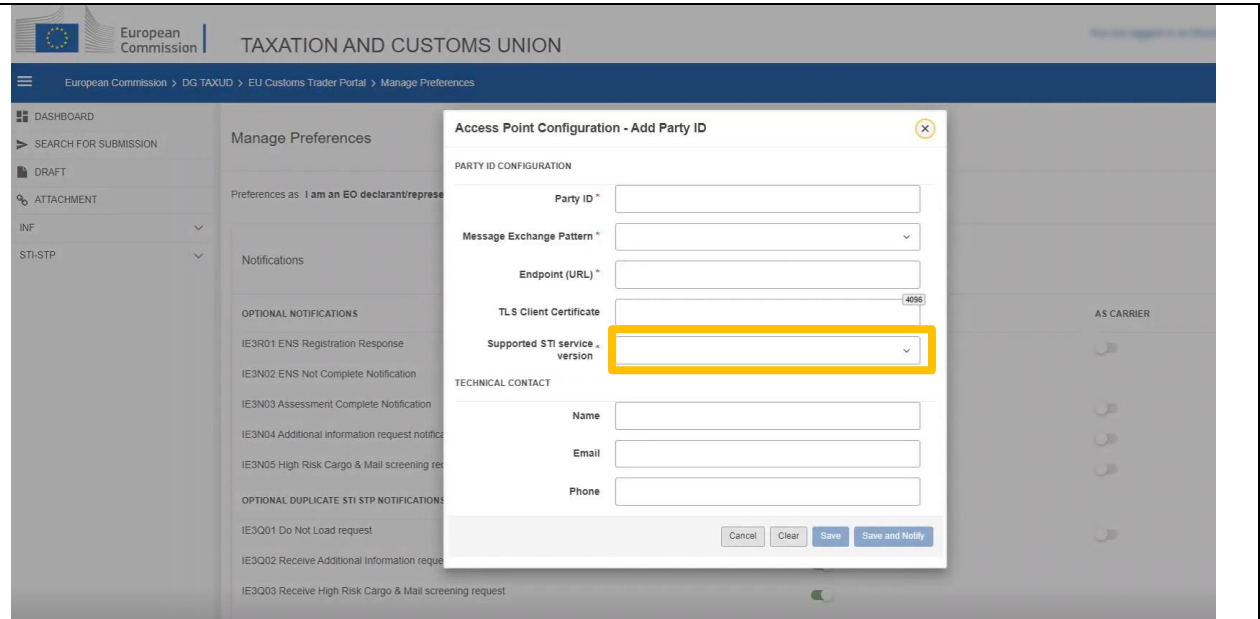 European
Commission
TAXATION AND CUSTOMS UNION
European Commission > DG TAXUD > EU Customs Trader Portal > Manage Preferences
DASHBOARD
SEARCH FOR SUBMISSION
DRAFT
ATTACHMENT
INF
STI-STP
Manage Preferences
Preferences as I am an EO declarant/represe
Notifications
OPTIONAL NOTIFICATIONS
AS CARRIER
IE3R01 ENS Registration Response
IE3N02 ENS Not Complete Notification
IE3N03 Assessment Complete Notification
IE3N04 Additional information request notifica
IE3N05 High Risk Cargo & Mail screening req
OPTIONAL DUPLICATE STI STP NOTIFICATIONS
IE3Q01 Do Not Load request
IE3Q02 Receive Additional Information reque
IE3Q03 Receive High Risk Cargo & Mail screening request
Access Point Configuration - Add Party ID
PARTY ID CONFIGURATION
Party ID *
Message Exchange Pattern *
Endpoint (URL) *
4096
TLS Client Certificate
Supported STI service *
version
TECHNICAL CONTACT
Name
Email
Phone
Cancel Clear Save Save and Notify